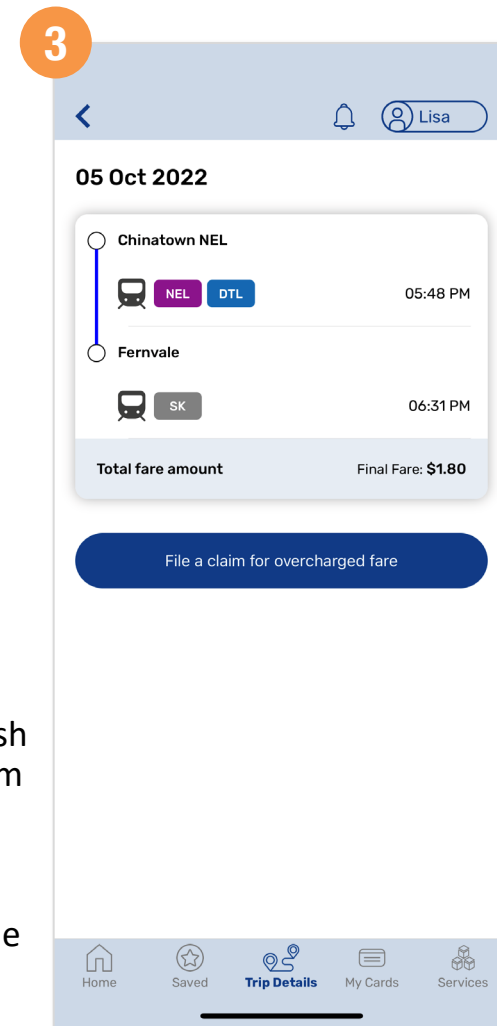 3
Lisa
05 Oct 2022
Chinatown NEL
NEL DTL 05:48 PM
Fernvale
SK 06:31 PM
Total fare amount Final Fare: $1.80
File a claim for overcharged fare
sh
m
e
Home Saved Trip Details My Cards Services